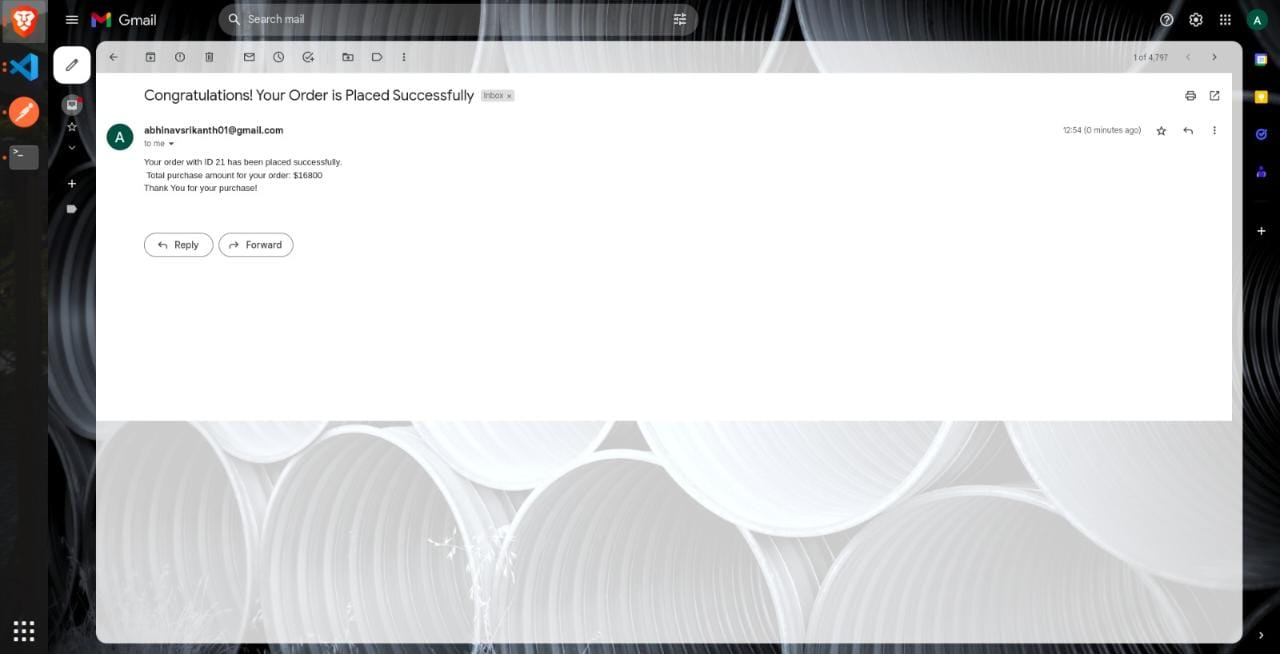 Gmail
Search mail
1 of 4,797
Congratulations! Your Order is Placed Successfully
Inbox ×
A
abhinavsrikanth01@gmail.com
12:54 (0 minutes ago)
to me
Your order with ID 21 has been placed successfully.
Total purchase amount for your order: $16800
Thank You for your purchase!
Reply
Forward
A